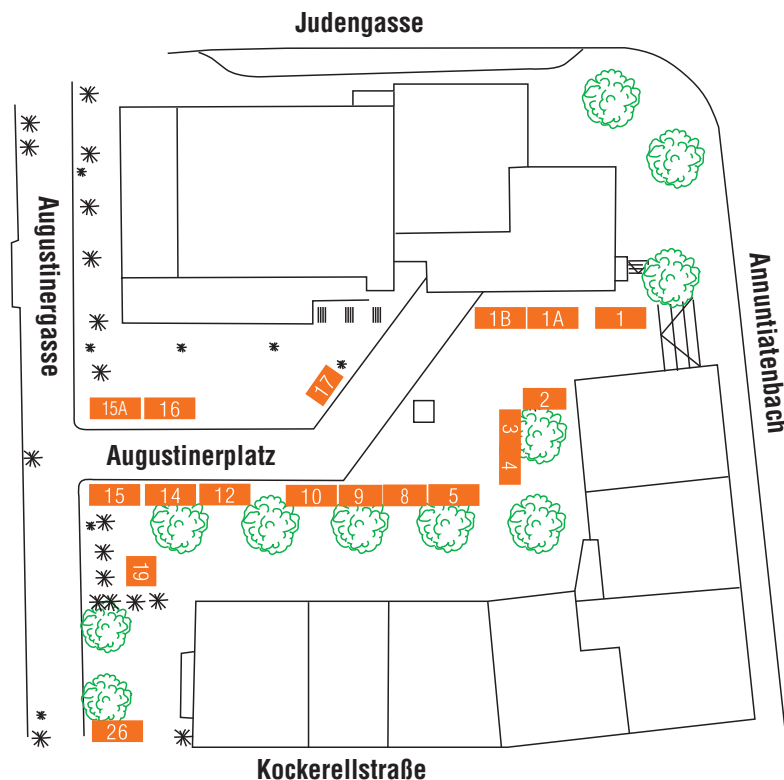 Judengasse
Augustinergasse
Annuntiatenbach
1B
1A
1
17
2
15A
16
3
4
Augustinerplatz
15
14
12
10
9
8
5
19
26
Kockerellstraße